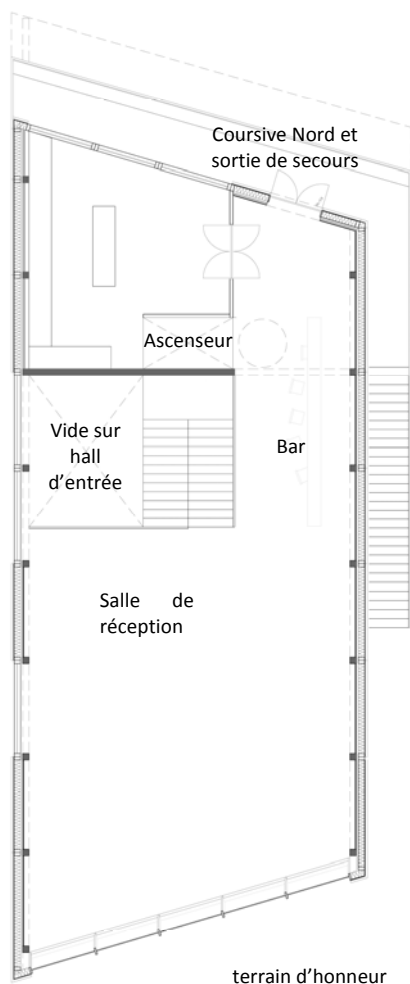 Coursive Nord et
sortie de secours
Ascenseur
Vide sur
hall
d’entrée
Bar
Salle de
réception
terrain d’honneur